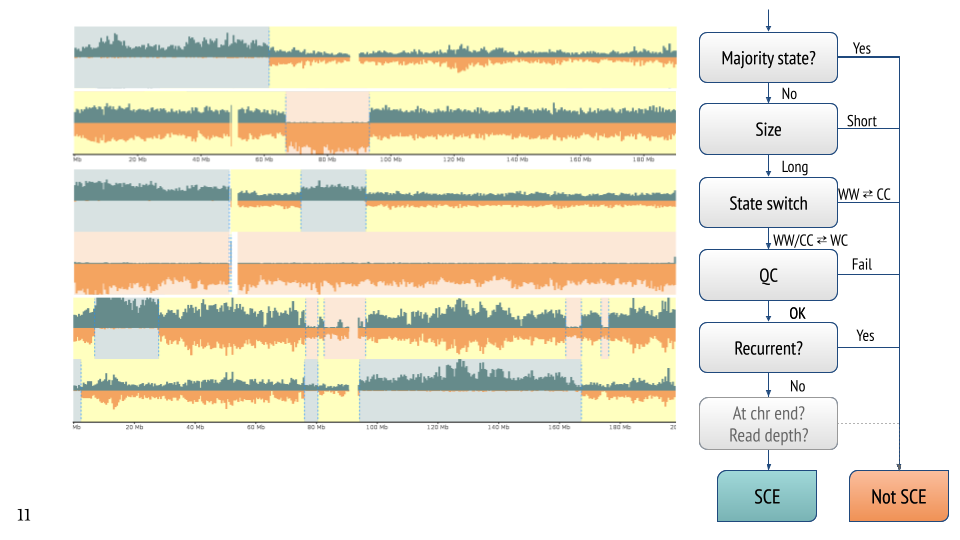 Mb 20 Mb 40 Mb 60 Mb 80 Mb 100 Mb 120 Mb 140 Mb 160 Mb 180 Mb
Mb 20 Mb 40 Mb 60 Mb 80 Mb 100 Mb 120 Mb 140 Mb 160 Mb 180 Mb 20
Majority state?
Yes
No
Size
Short
Long
State switch
WW ⇄ CC
WW/CC ⇄ WC
QC
Fail
OK
Recurrent?
Yes
No
At chr end?
Read depth?
SCE
Not SCE
11